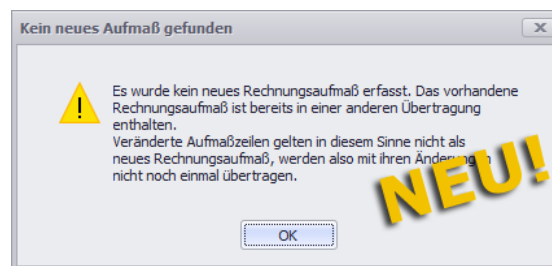 Kein neues Aufmaß gefunden
Es wurde kein neues Rechnungsaufmaß erfasst. Das vorhandene
Rechnungsaufmaß ist bereits in einer anderen Übertragung
enthalten.
Veränderte Aufmaßzeilen gelten in diesem Sinne nicht als
neues Rechnungsaufmaß, werden also mit ihren Änderungen
nicht noch einmal übertragen.
NEU!
OK